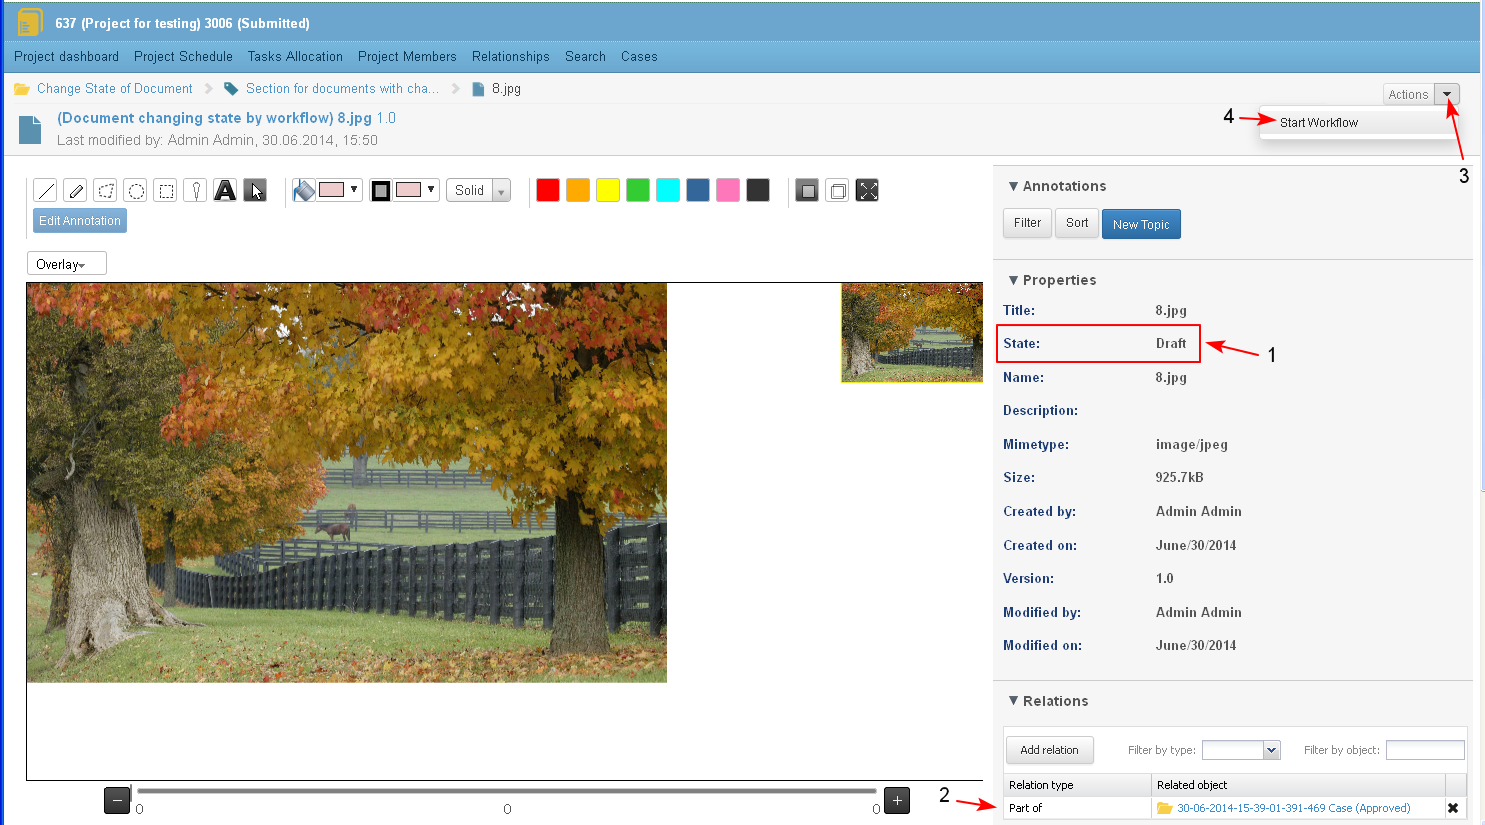 637 (Project for testing) 3006 (Submitted)
Project dashboard Project Schedule Tasks Allocation Project Members Relationships Search Cases
Change State of Document Section for documents with cha... 8.jpg
Actions
(Document changing state by workflow) 8.jpg 1.0
4 Start Workflow
Last modified by: Admin Admin, 30.06.2014, 15:50
3
A Solid
Edit Annotation
Overlay
Annotations
Filter Sort New Topic
Properties
Title: 8.jpg
State: Draft 1
Name: 8.jpg
Description:
Mimetype: image/jpeg
Size: 925.7kB
Created by: Admin Admin
Created on: June/30/2014
Version: 1.0
Modified by: Admin Admin
Modified on: June/30/2014
Relations
Add relation Filter by type: Filter by object:
Relation type Related object
2 Part of 30-06-2014-15-39-01-391-469 Case (Approved)
− +
0 0 0